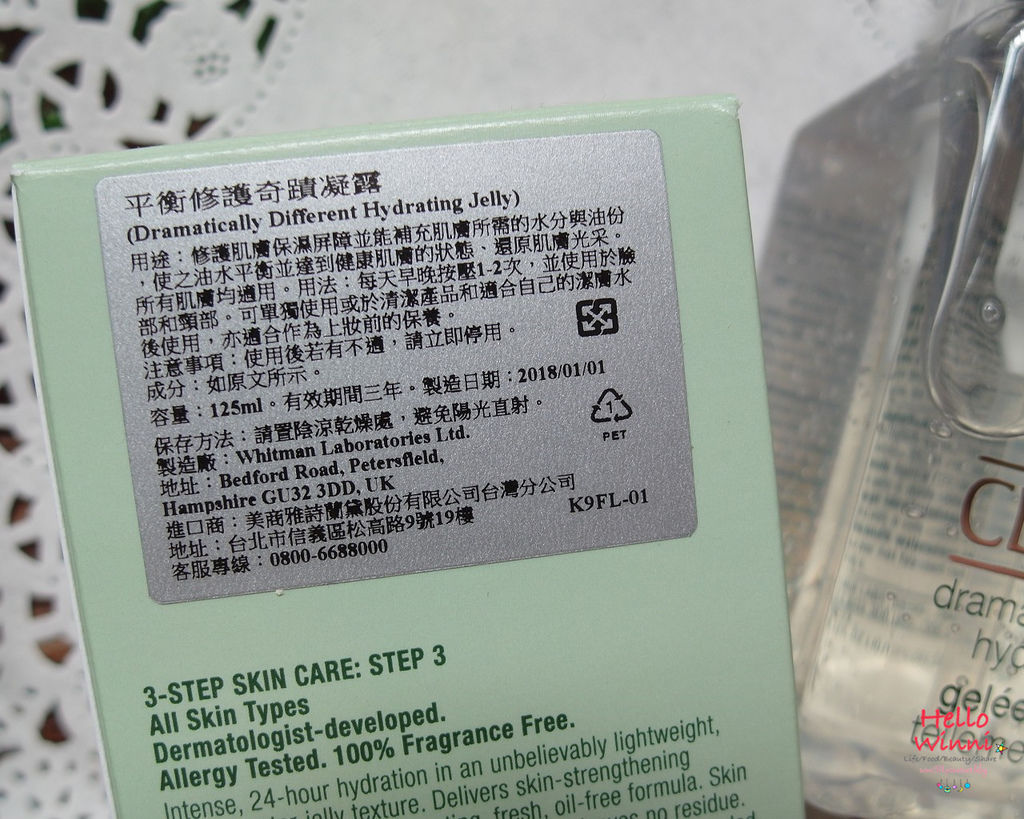 平衡修護奇蹟凝露
(Dramatically Different Hydrating Jelly)
用途：修護肌膚保濕屏障並能補充肌膚所需的水分與油份
，使之油水平衡並達到健康肌膚的狀態、還原肌膚光采。
所有肌膚均適用。用法：每天早晚按壓1-2次，並使用於臉
部和頸部。可單獨使用或於清潔產品和適合自己的潔膚水
後使用，亦適合作為上妝前的保養。
注意事項：使用後若有不適，請立即停用。
成分：如原文所示。
容量：125ml。有效期間三年。製造日期：2018/01/01
保存方法：請置陰涼乾燥處，避免陽光直射。
製造廠：Whitman Laboratories Ltd.
地址：Bedford Road, Petersfield,
Hampshire GU32 3DD, UK
進口商：美商雅詩蘭黛股份有限公司台灣分公司
地址：台北市信義區松高路9號19樓
客服專線：0800-6688000
K9FL-01
1
PET
3-STEP SKIN CARE: STEP 3
All Skin Types
Dermatologist-developed.
Allergy Tested. 100% Fragrance Free.
Intense, 24-hour hydration in an unbelievably lightweight,
jelly texture. Delivers skin-strengthening
fresh, oil-free formula. Skin
no residue.
CL
drama
hyd
gelée
Hello
Winni
Life/Food/Beauty/Share